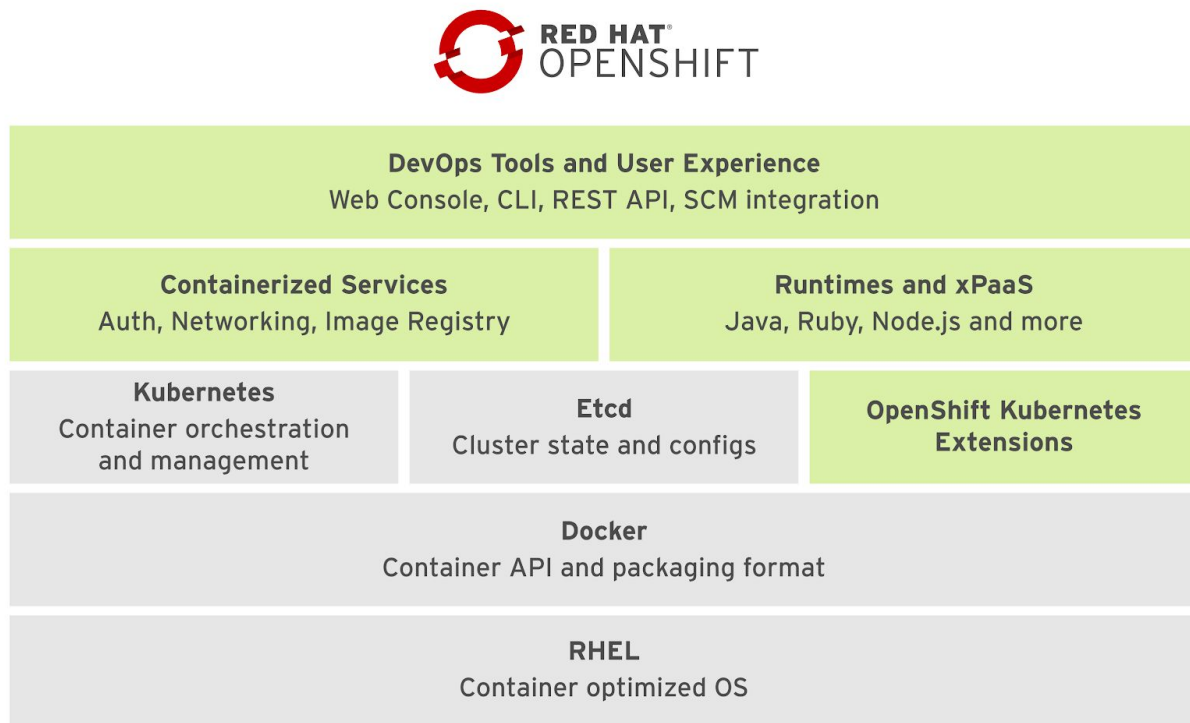 RED HAT®
OPENSHIFT
DevOps Tools and User Experience
Web Console, CLI, REST API, SCM integration
Containerized Services
Auth, Networking, Image Registry
Runtimes and xPaaS
Java, Ruby, Node.js and more
Kubernetes
Container orchestration
and management
Etcd
Cluster state and configs
OpenShift Kubernetes
Extensions
Docker
Container API and packaging format
RHEL
Container optimized OS